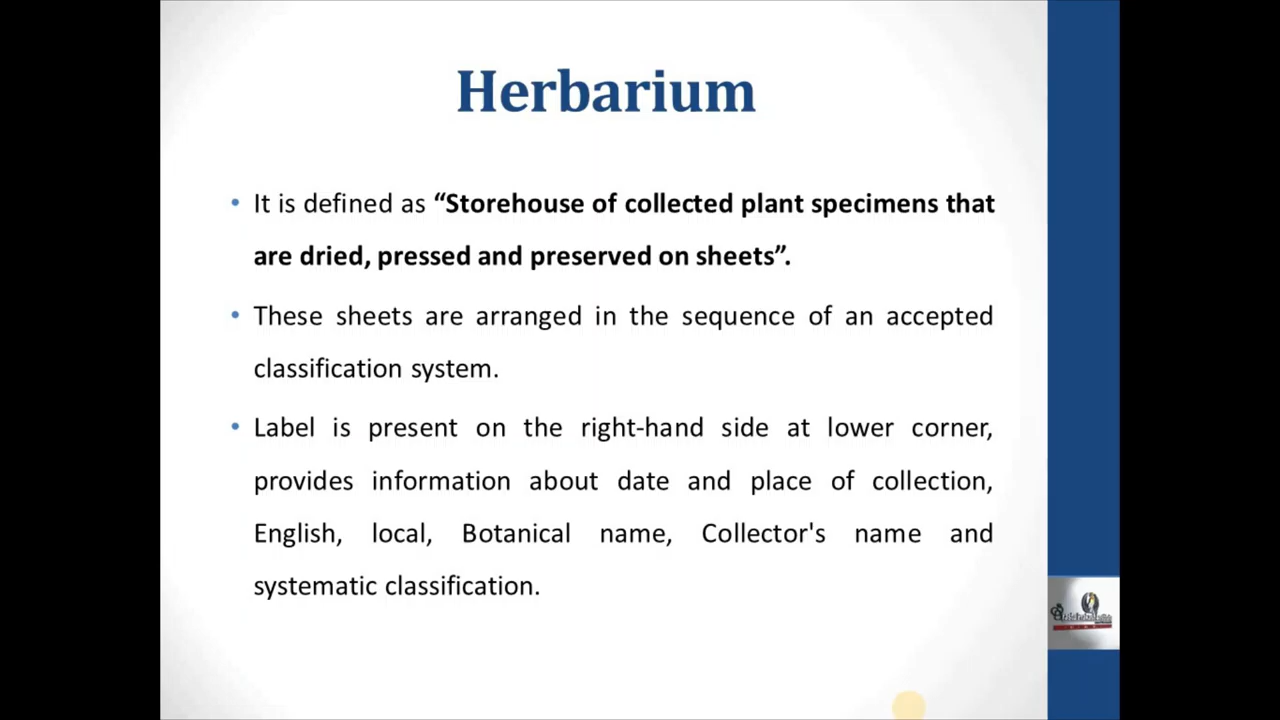 Herbarium
• It is defined as “Storehouse of collected plant specimens that
are dried, pressed and preserved on sheets”.
• These sheets are arranged in the sequence of an accepted
classification system.
• Label is present on the right-hand side at lower corner,
provides information about date and place of collection,
English, local, Botanical name, Collector's name and
systematic classification.